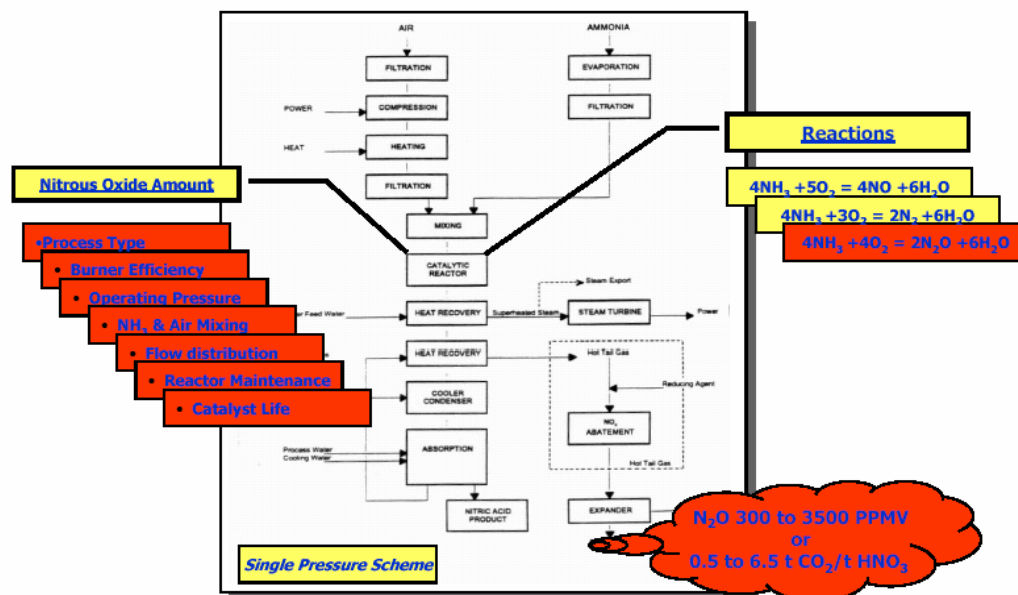 AIR
AMMONIA
FILTRATION
EVAPORATION
POWER
COMPRESSION
FILTRATION
HEAT
HEATING
FILTRATION
MIXING
CATALYTIC
REACTOR
Nitrous Oxide Amount
•Process Type
• Burner Efficiency
• Operating Pressure
• NH₃ & Air Mixing
• Flow distribution
• Reactor Maintenance
• Catalyst Life
Reactions
4NH₃ +5O₂ = 4NO +6H₂O
4NH₃ +3O₂ = 2N₂ +6H₂O
4NH₃ +4O₂ = 2N₂O +6H₂O
Steam Export
Feed Water
HEAT RECOVERY
Superheated Steam
STEAM TURBINE
Power
HEAT RECOVERY
Hot Tail Gas
Reducing Agent
COOLER
CONDENSER
NOₓ
ABATEMENT
Process Water
Cooling Water
ABSORPTION
Hot Tail Gas
NITRIC ACID
PRODUCT
EXPANDER
Single Pressure Scheme
N₂O 300 to 3500 PPMV
or
0.5 to 6.5 t CO₂/t HNO₃